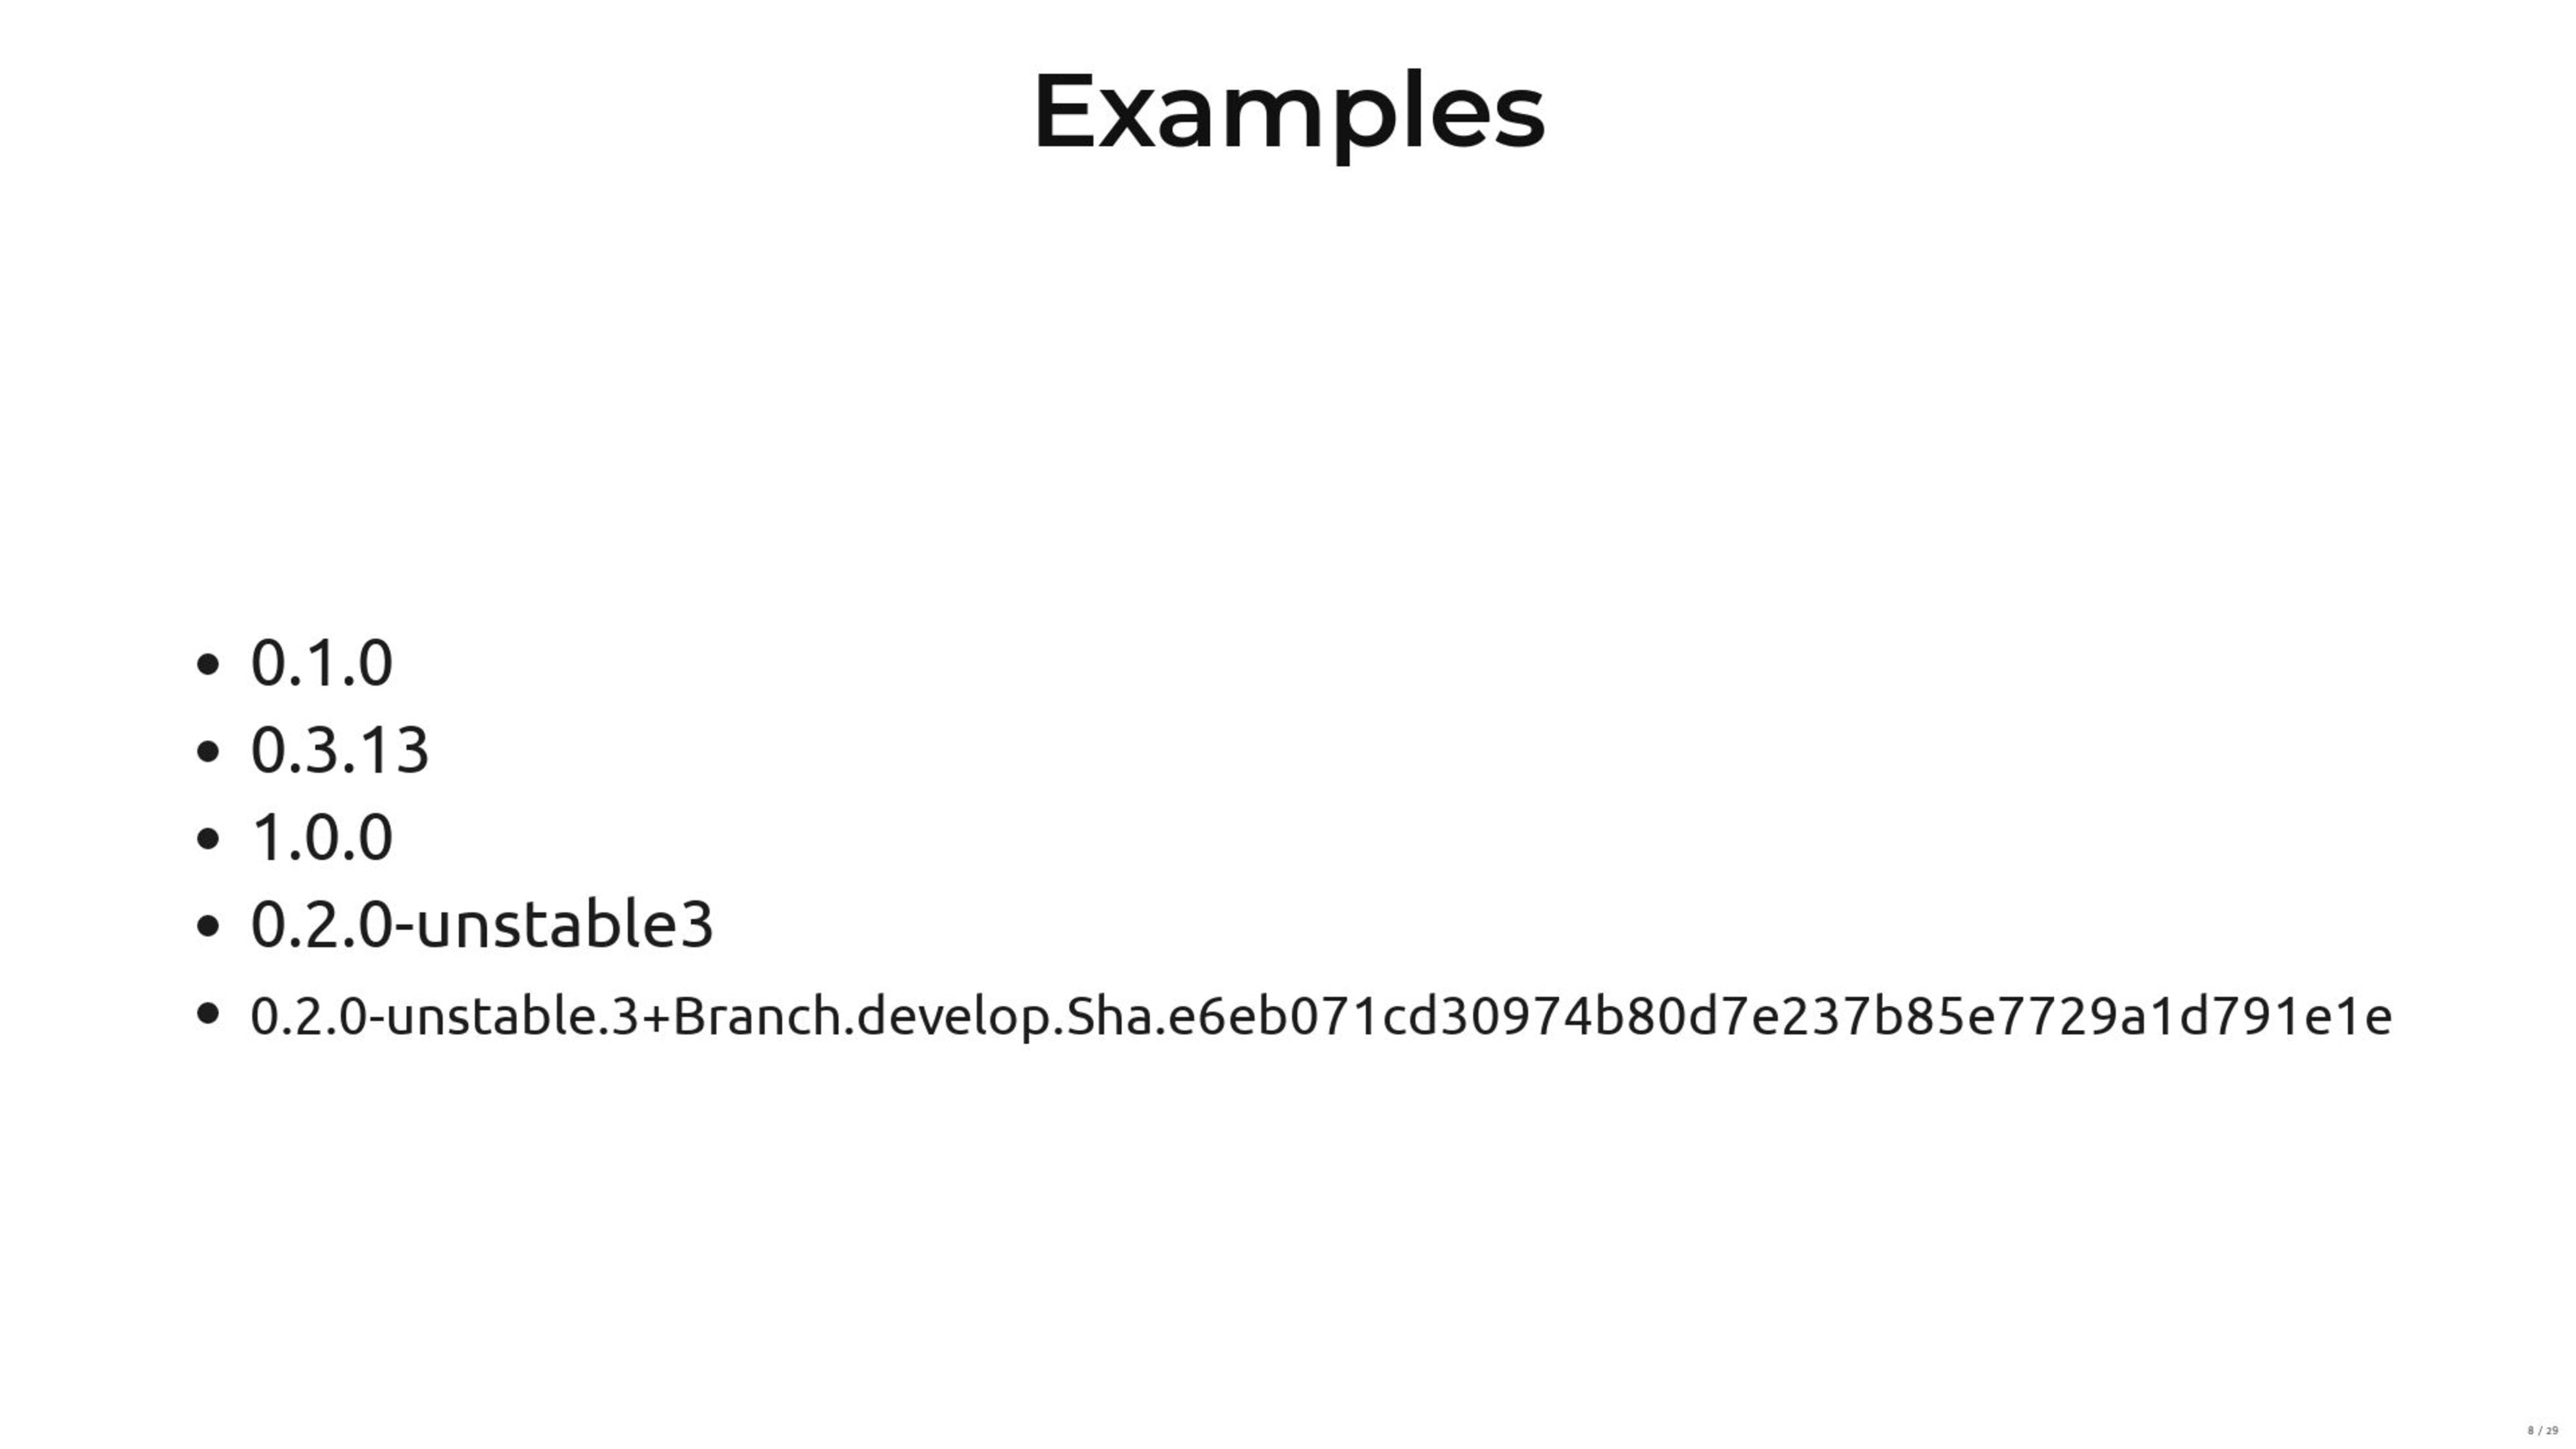 Examples
• 0.1.0
• 0.3.13
• 1.0.0
• 0.2.0-unstable3
• 0.2.0-unstable.3+Branch.develop.Sha.e6eb071cd30974b80d7e237b85e7729a1d791e1e
8 / 29